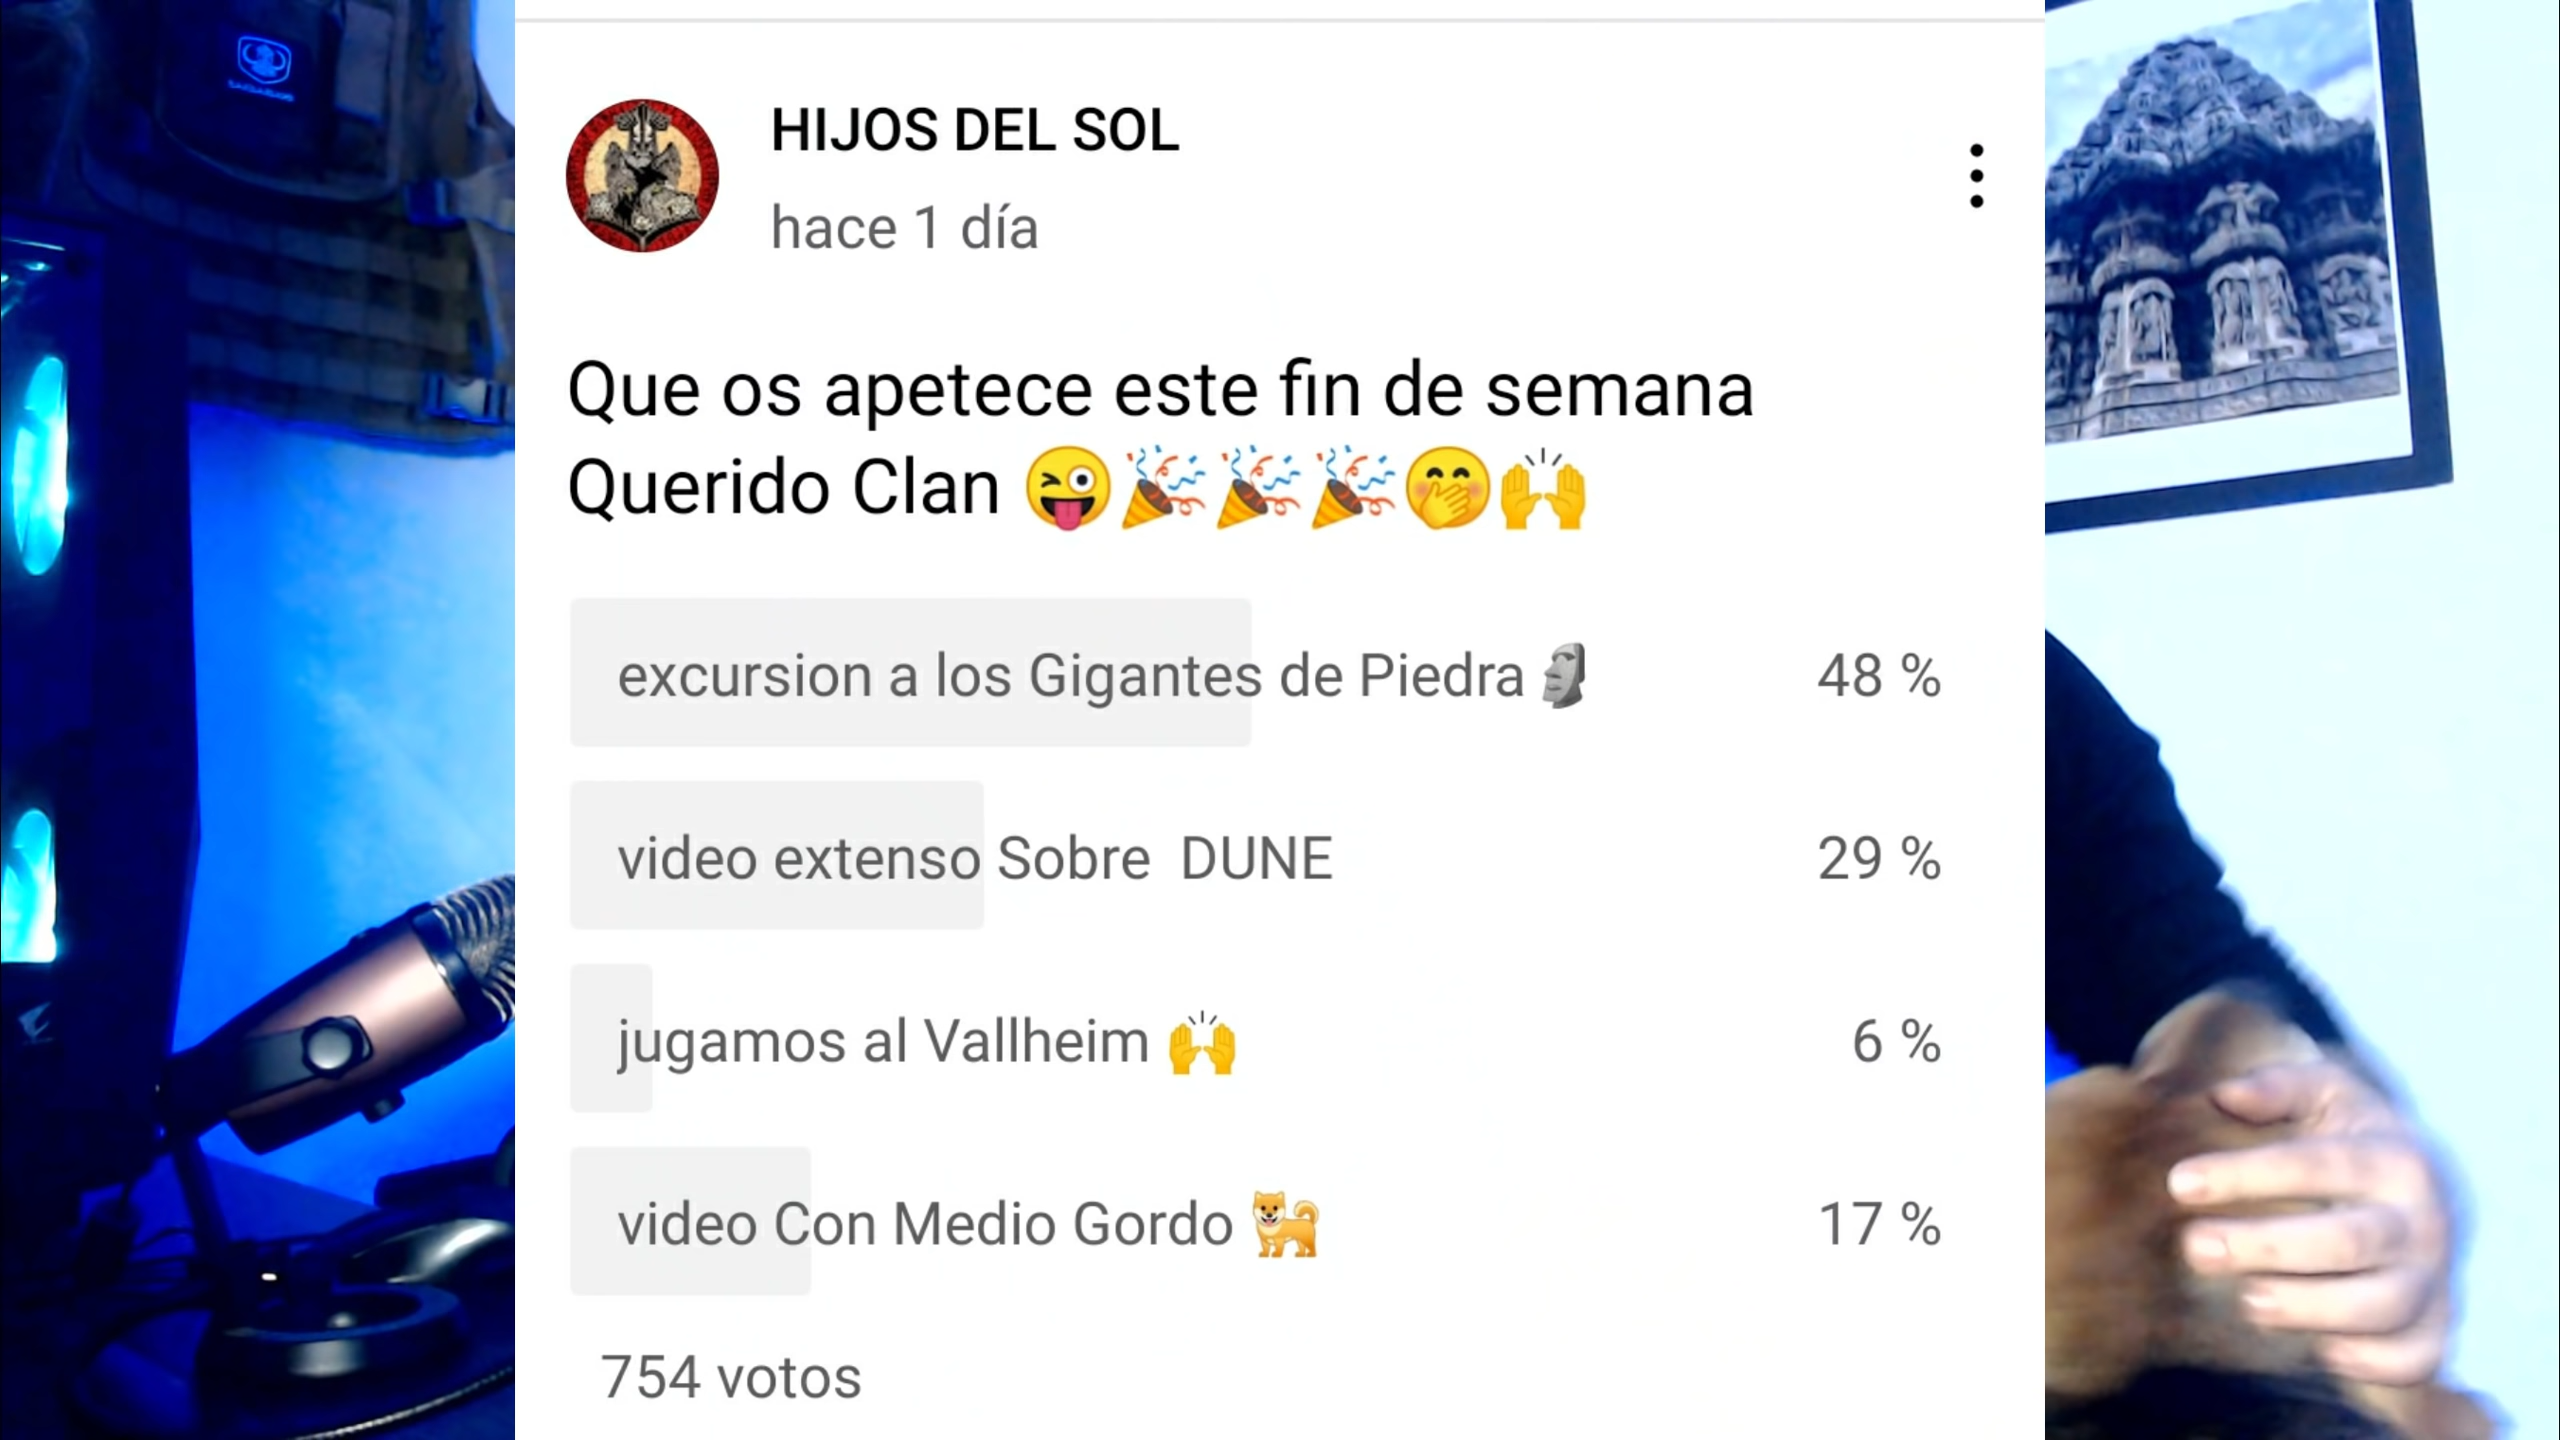 HIJOS DEL SOL
hace 1 día
Que os apetece este fin de semana
Querido Clan 😜🎉🎉🎉🤭🙌
excursion a los Gigantes de Piedra 🗿 48 %
video extenso Sobre  DUNE 29 %
jugamos al Vallheim 🙌 6 %
video Con Medio Gordo 🐕 17 %
754 votos